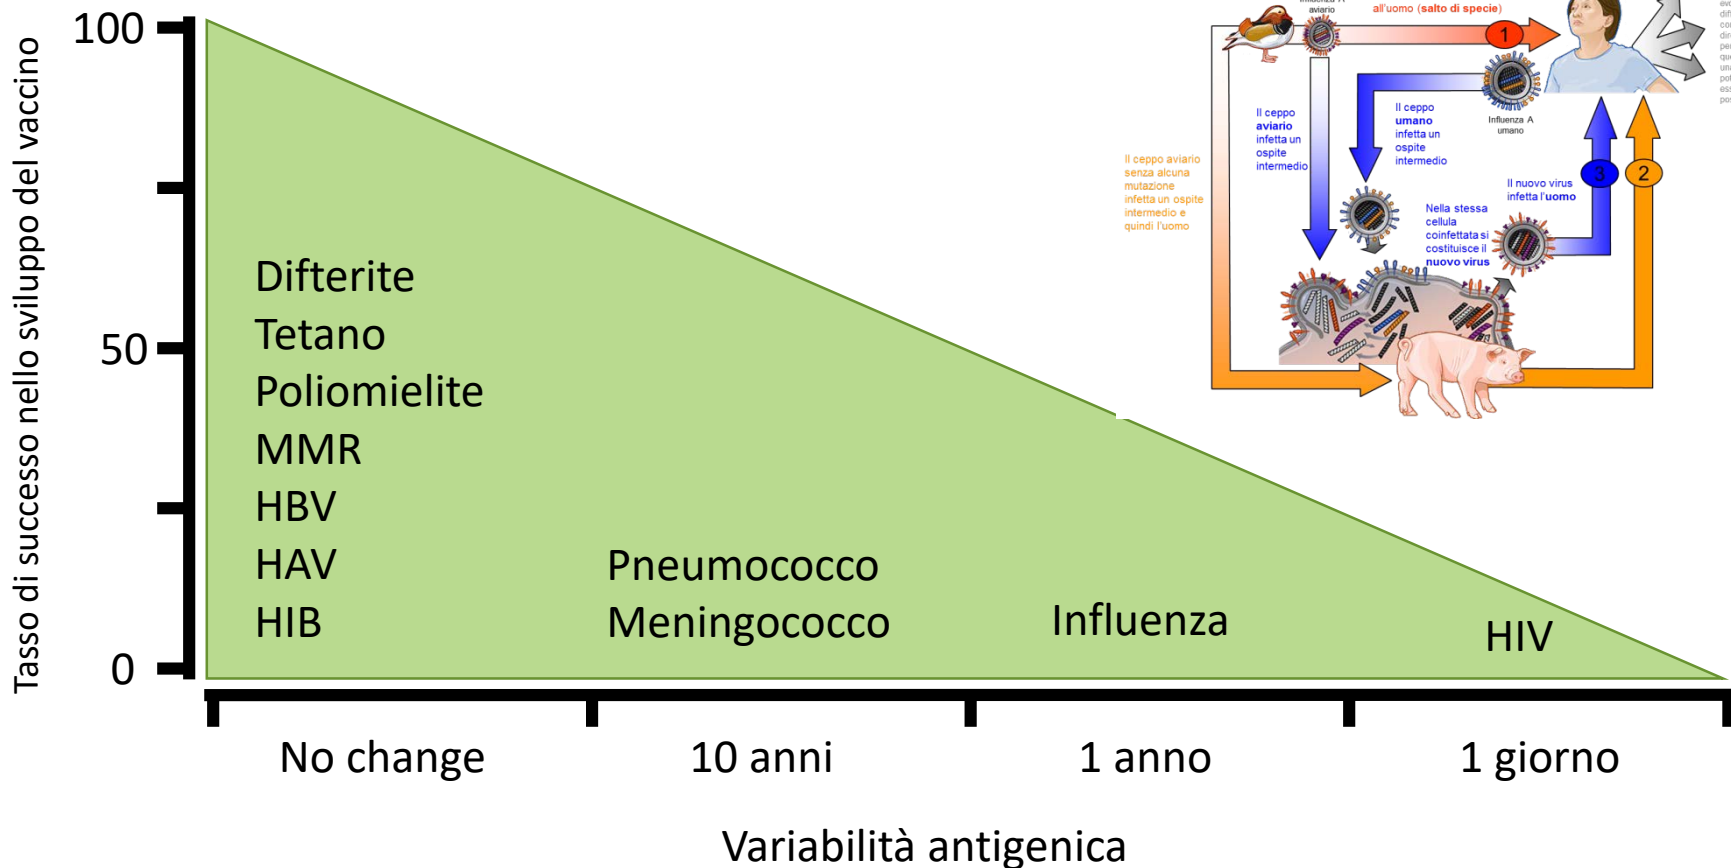 Tasso di successo nello sviluppo del vaccino
100
50
0
Difterite
Tetano
Poliomielite
MMR
HBV
HAV
HIB
Pneumococco
Meningococco
Influenza
HIV
No change
10 anni
1 anno
1 giorno
Variabilità antigenica
aviario
all'uomo (salto di specie)
1
Influenza A
umano
Il ceppo
aviario
infetta un
ospite
intermedio
Il ceppo
umano
infetta un
ospite
intermedio
Il ceppo aviario
senza alcuna
mutazione
infetta un ospite
intermedio e
quindi l'uomo
Il nuovo virus
infetta l'uomo
3
2
Nella stessa
cellula
coinfettata si
costituisce il
nuovo virus